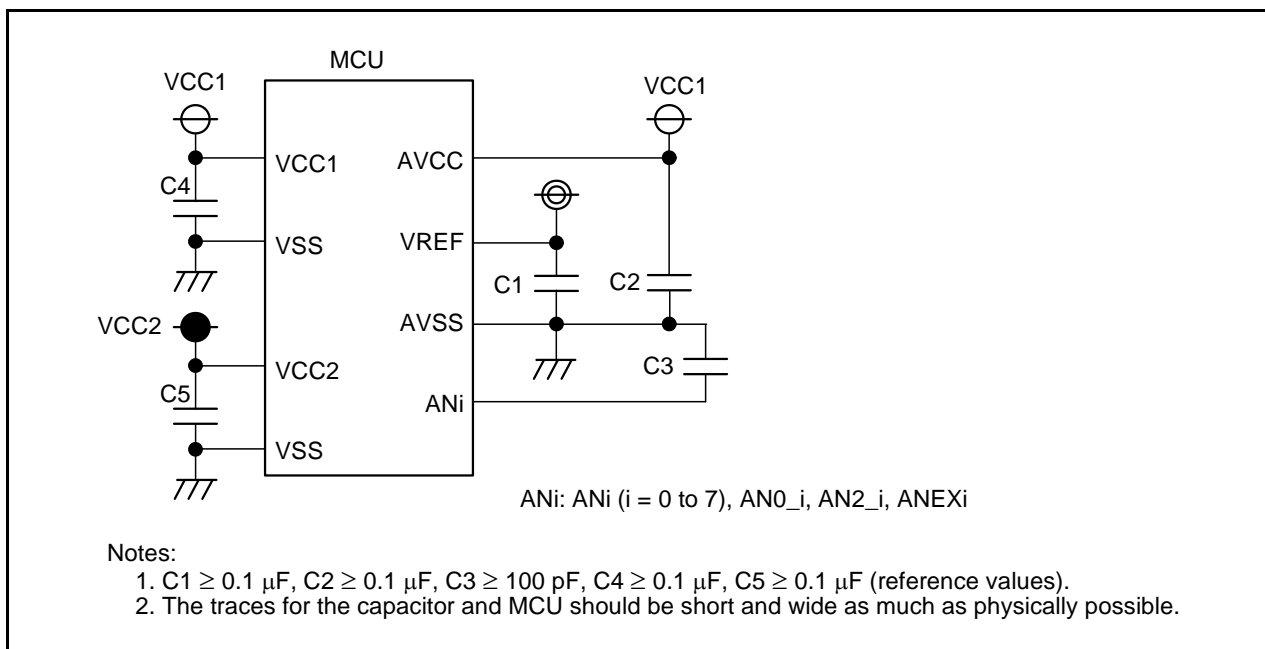 MCU
VCC1
VCC1
VCC1
AVCC
C4
VSS
VREF
C1
C2
VCC2
AVSS
VCC2
C3
C5
ANi
VSS
ANi: ANi (i = 0 to 7), AN0_i, AN2_i, ANEXi
Notes:
1. C1 ≥ 0.1 μF, C2 ≥ 0.1 μF, C3 ≥ 100 pF, C4 ≥ 0.1 μF, C5 ≥ 0.1 μF (reference values).
2. The traces for the capacitor and MCU should be short and wide as much as physically possible.